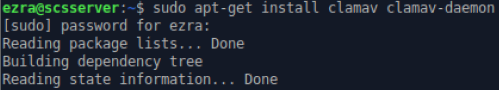 ezra@scsserver:~$ sudo apt-get install clamav clamav-daemon
[sudo] password for ezra:
Reading package lists... Done
Building dependency tree
Reading state information... Done